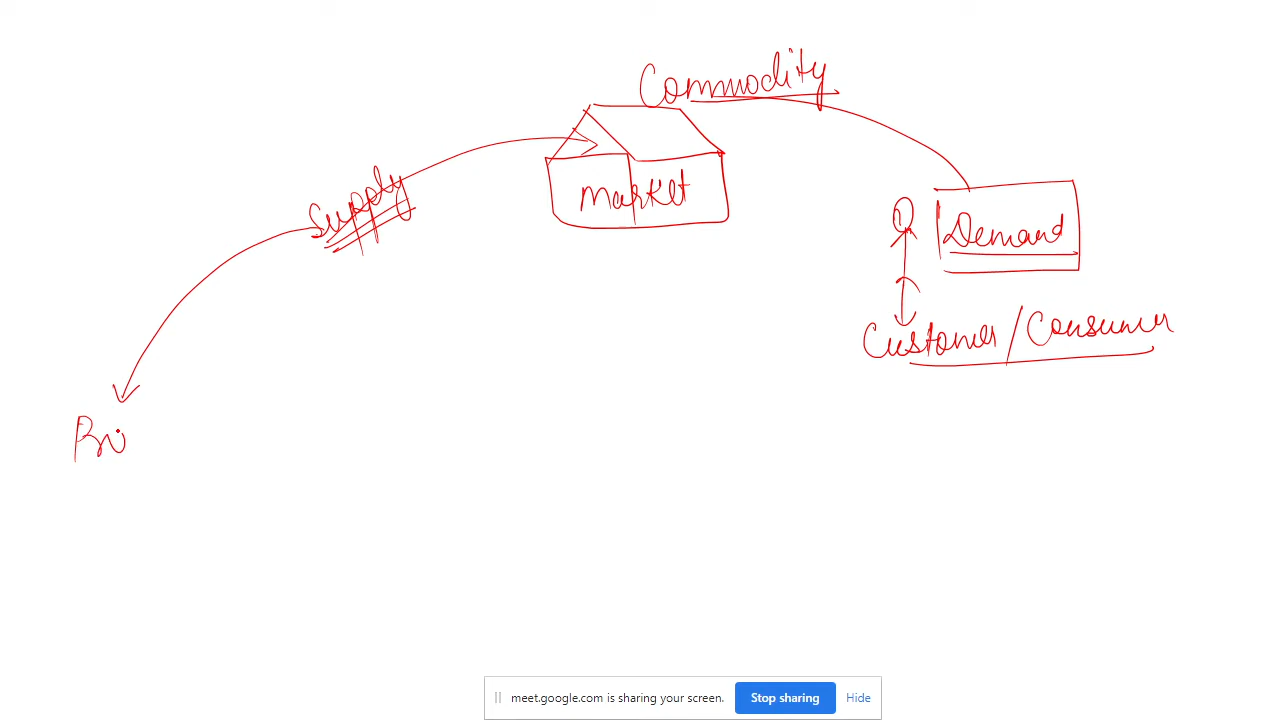 Commodity
Supply
Market
Demand
Customer / Consumer
meet.google.com is sharing your screen. Stop sharing Hide